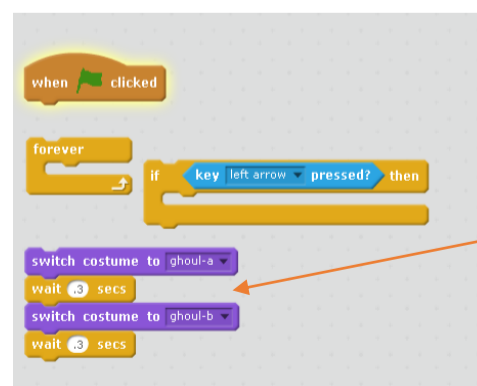 when clicked
forever
if key left arrow pressed? then
switch costume to ghoul-a
wait .3 secs
switch costume to ghoul-b
wait .3 secs